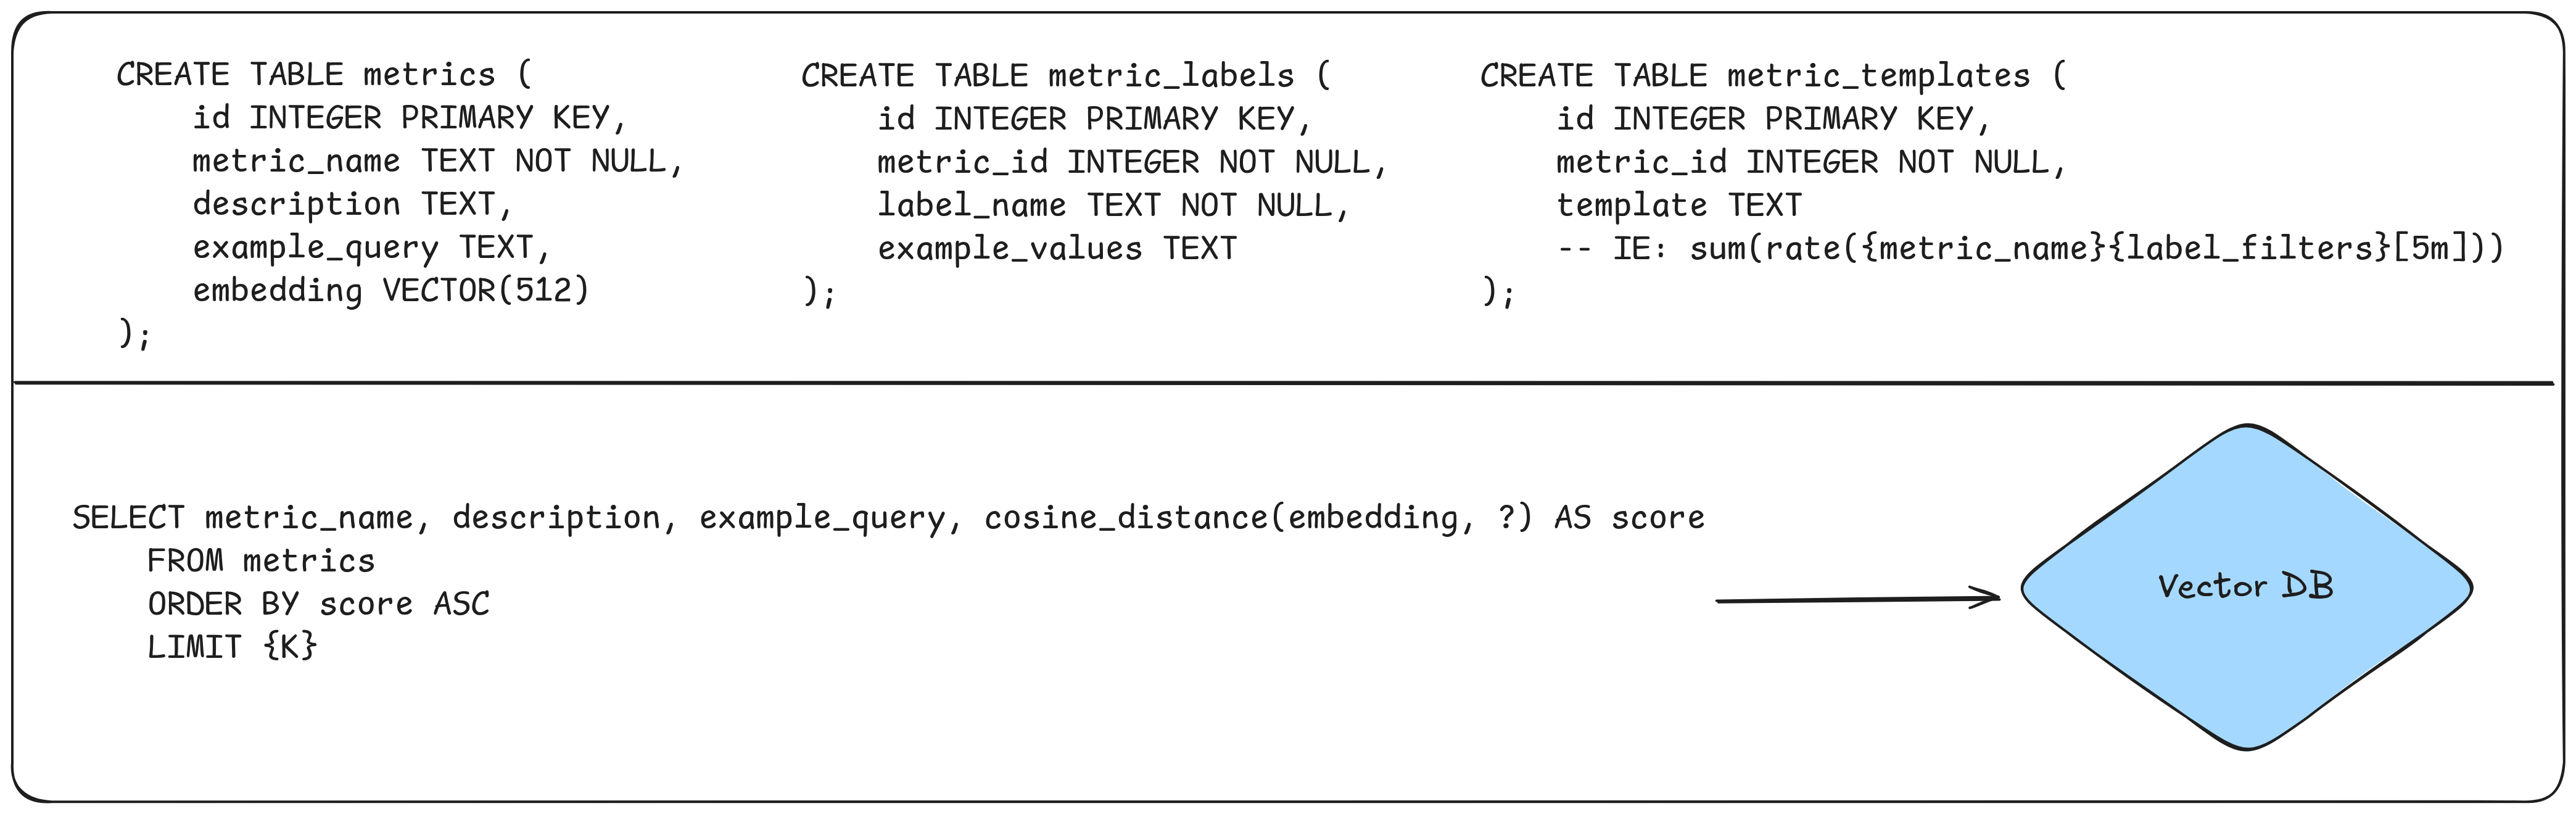 CREATE TABLE metrics (
    id INTEGER PRIMARY KEY,
    metric_name TEXT NOT NULL,
    description TEXT,
    example_query TEXT,
    embedding VECTOR(512)
);
CREATE TABLE metric_labels (
    id INTEGER PRIMARY KEY,
    metric_id INTEGER NOT NULL,
    label_name TEXT NOT NULL,
    example_values TEXT
);
CREATE TABLE metric_templates (
    id INTEGER PRIMARY KEY,
    metric_id INTEGER NOT NULL,
    template TEXT
    -- IE: sum(rate({metric_name}{label_filters}[5m]))
);
SELECT metric_name, description, example_query, cosine_distance(embedding, ?) AS score
    FROM metrics
    ORDER BY score ASC
    LIMIT {K}
Vector DB